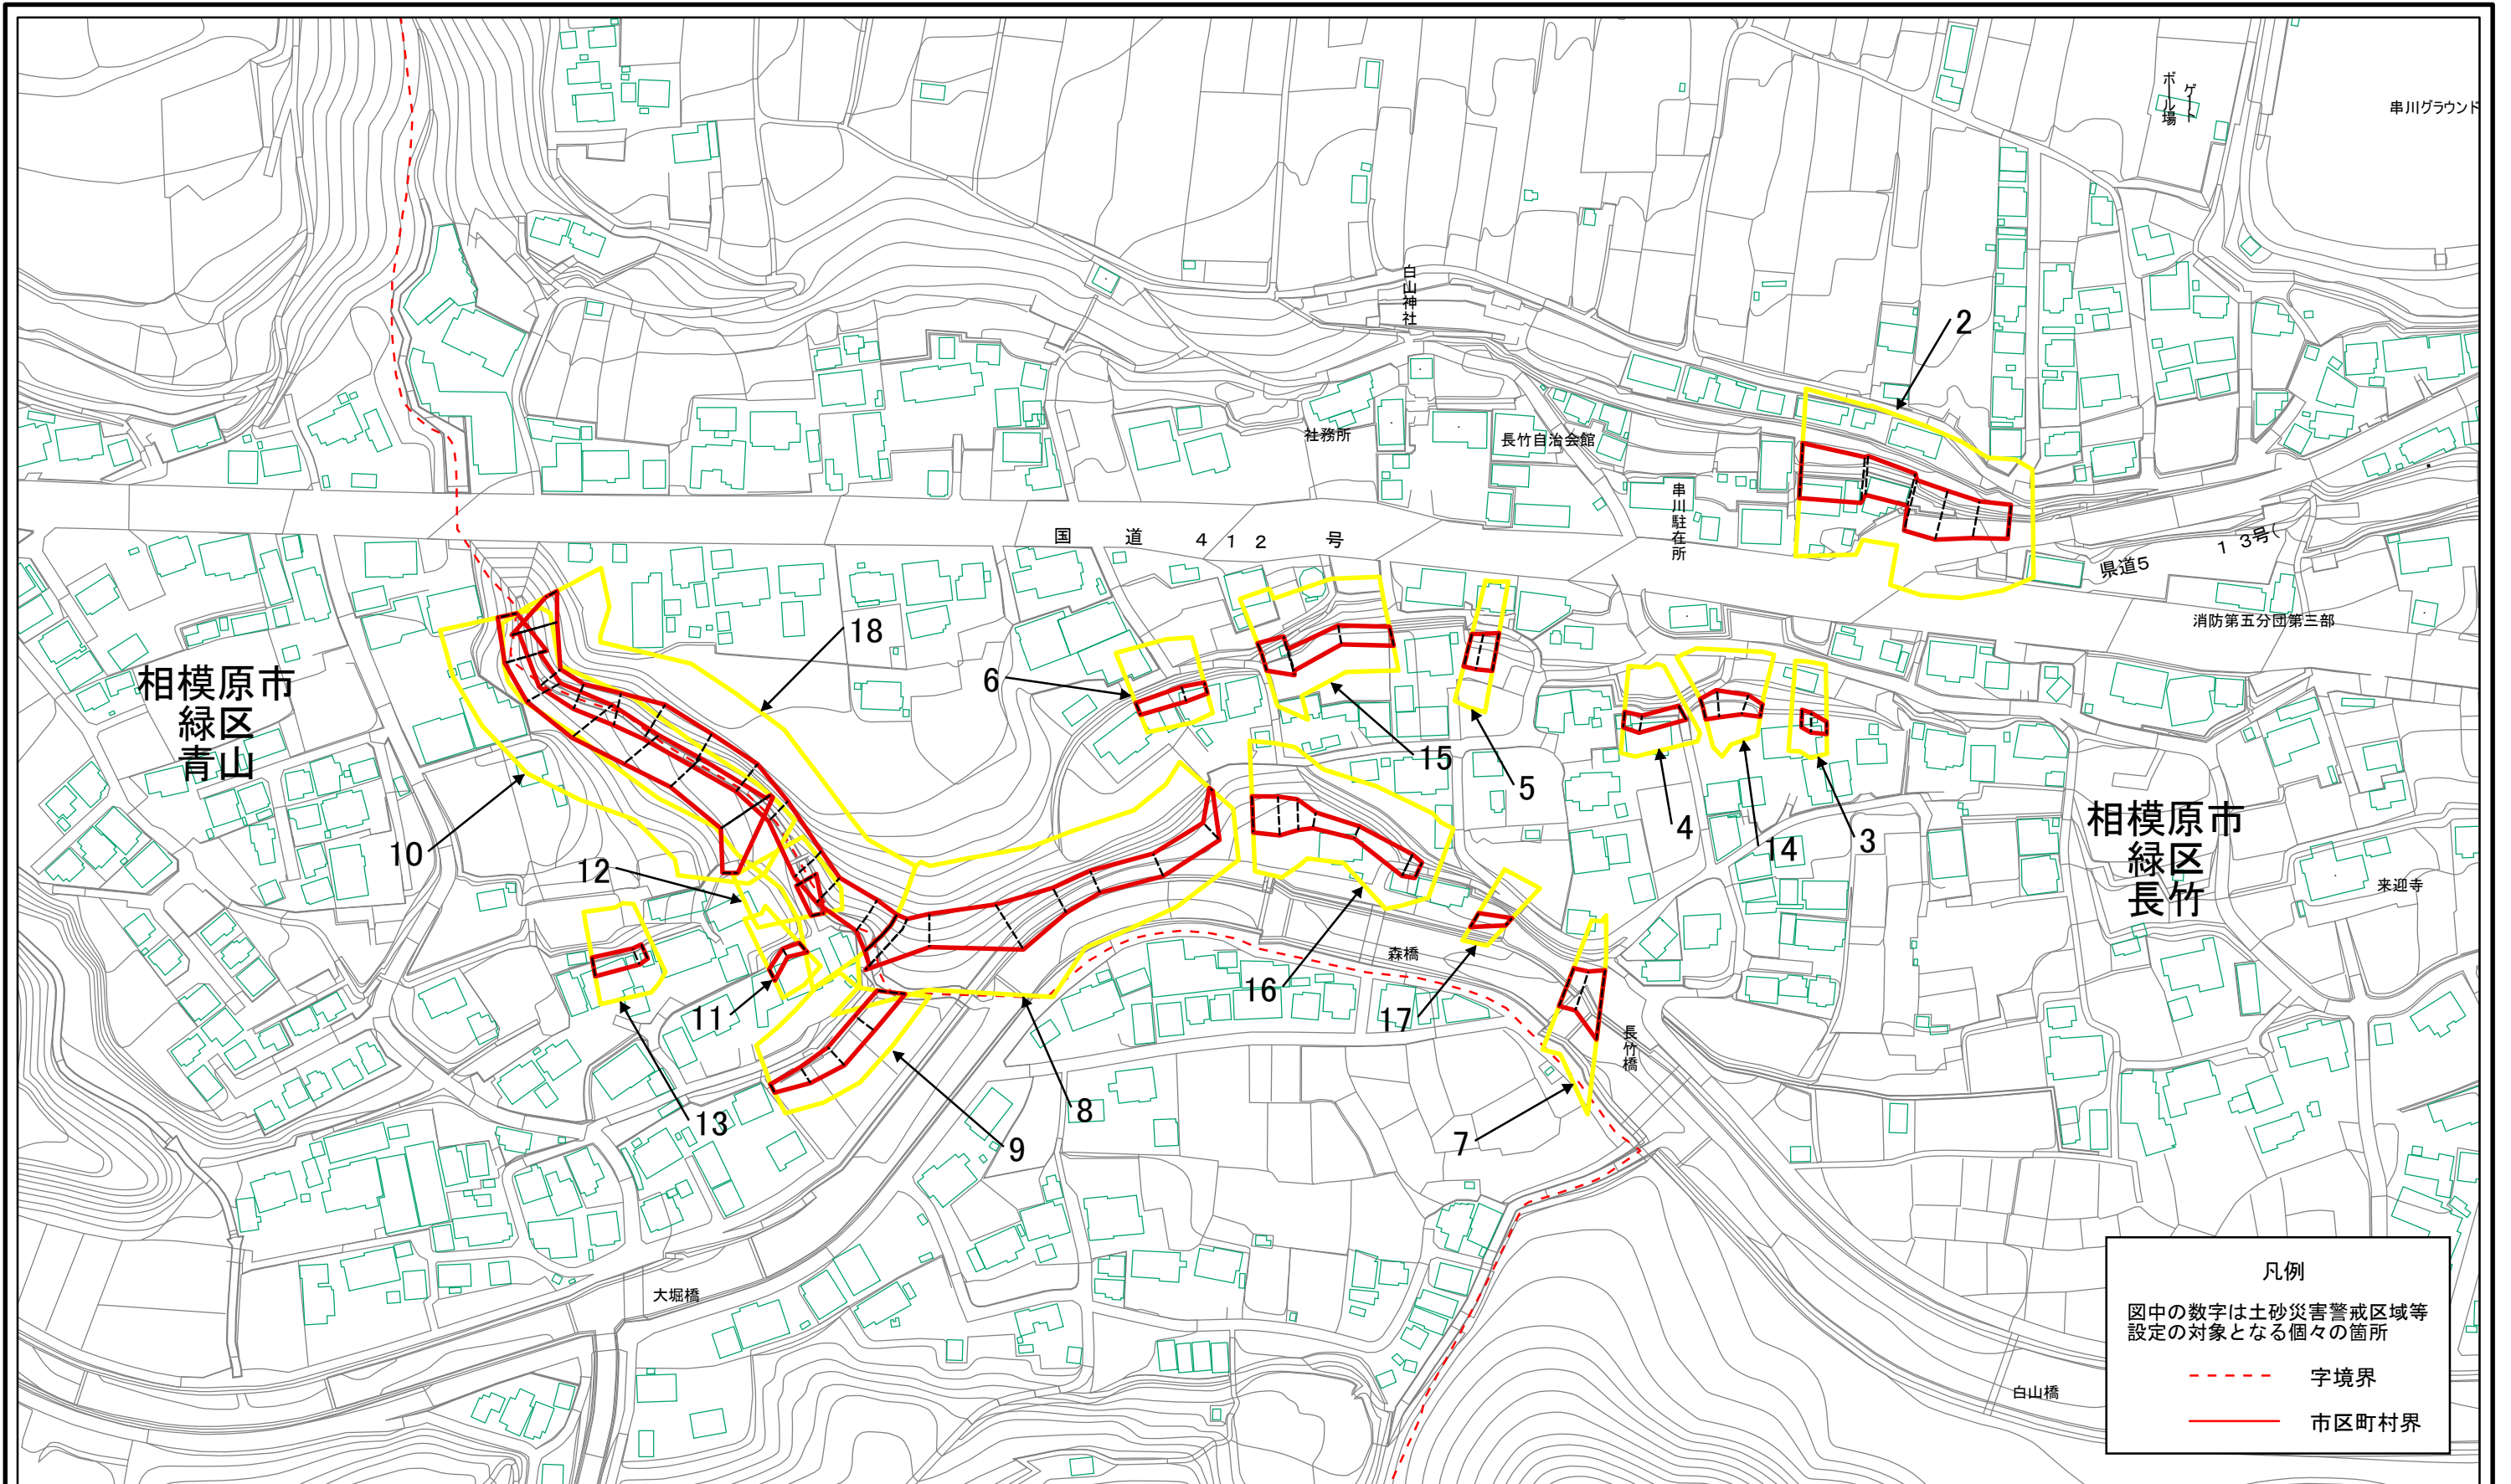 ゲート
ボール場
串川グラウンド
白山神社
2
社務所
長竹自治会館
串川駐在所
国道412号
県道513号(
消防第五分団第三部
18
6
相模原市
緑区
青山
15
5
4
14
3
10
12
相模原市
緑区
長竹
来迎寺
森橋
16
17
11
長竹橋
13
9
8
7
大堀橋
白山橋
凡例
図中の数字は土砂災害警戒区域等
設定の対象となる個々の箇所
字境界
市区町村界